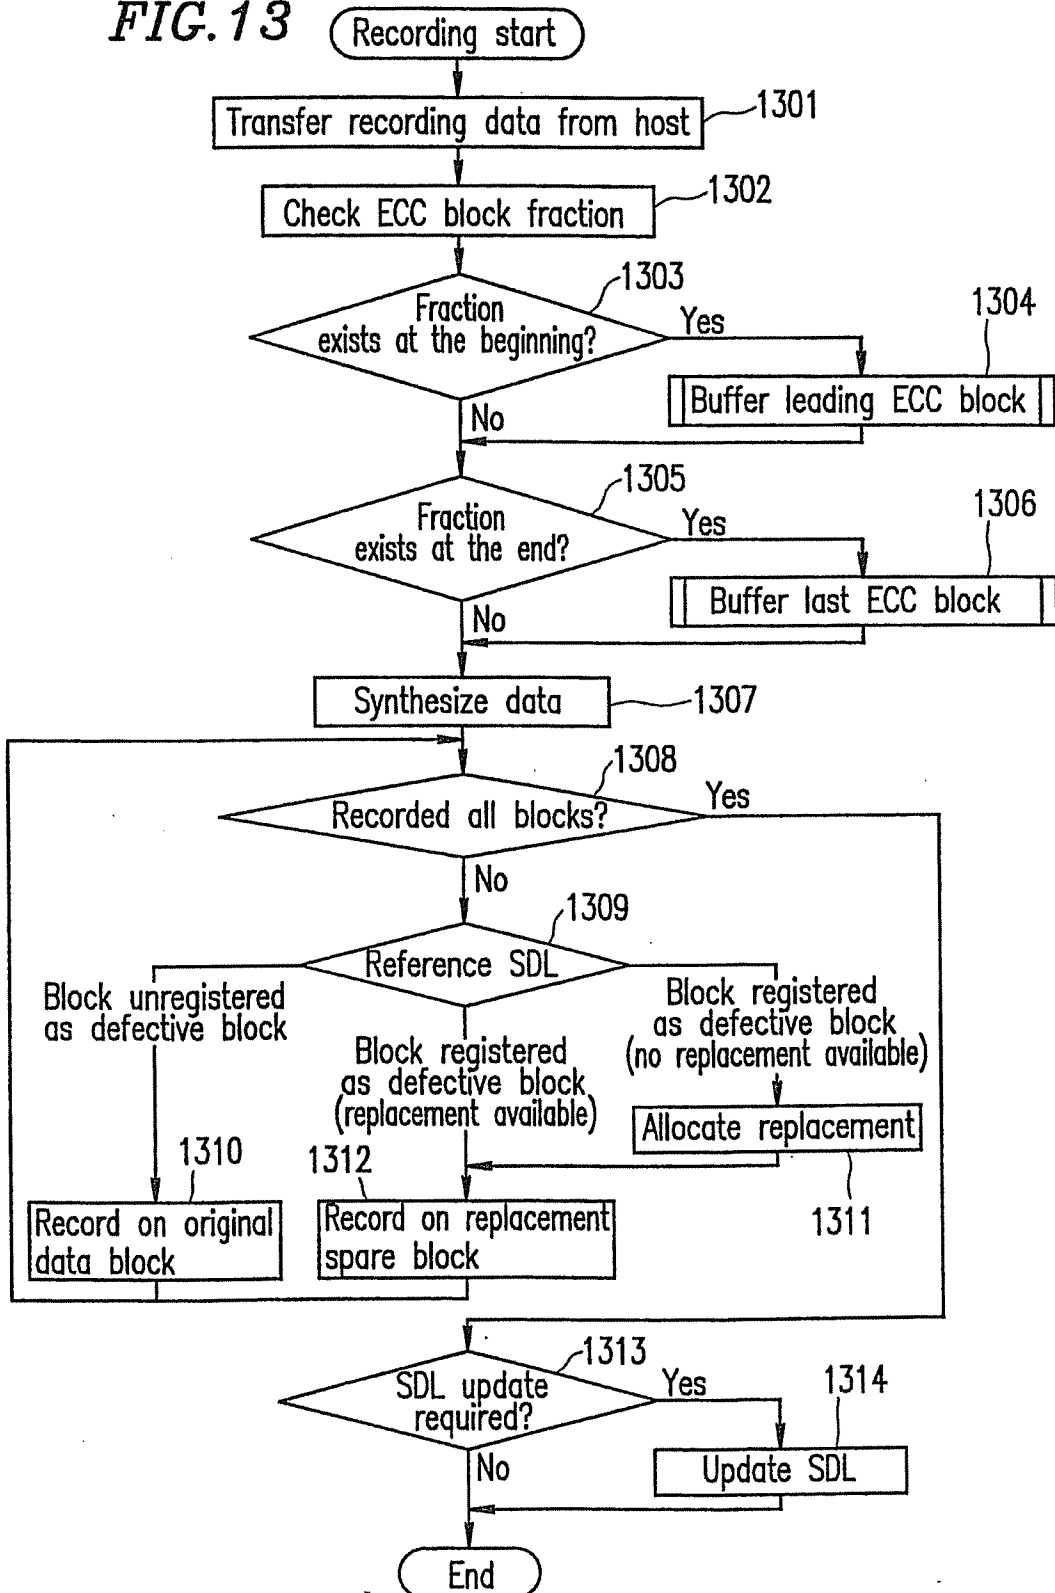 FIG.13
Recording start
Transfer recording data from host
1301
Check ECC block fraction
1302
Fraction
exists at the beginning?
1303
Yes
1304
Buffer leading ECC block
No
Fraction
exists at the end?
1305
Yes
1306
Buffer last ECC block
No
Synthesize data
1307
Recorded all blocks?
1308
Yes
No
Reference SDL
1309
Block unregistered
as defective block
Block registered
as defective block
(replacement available)
Block registered
as defective block
(no replacement available)
Allocate replacement
1311
1310
Record on original
data block
1312
Record on replacement
spare block
SDL update
required?
1313
Yes
1314
Update SDL
No
End